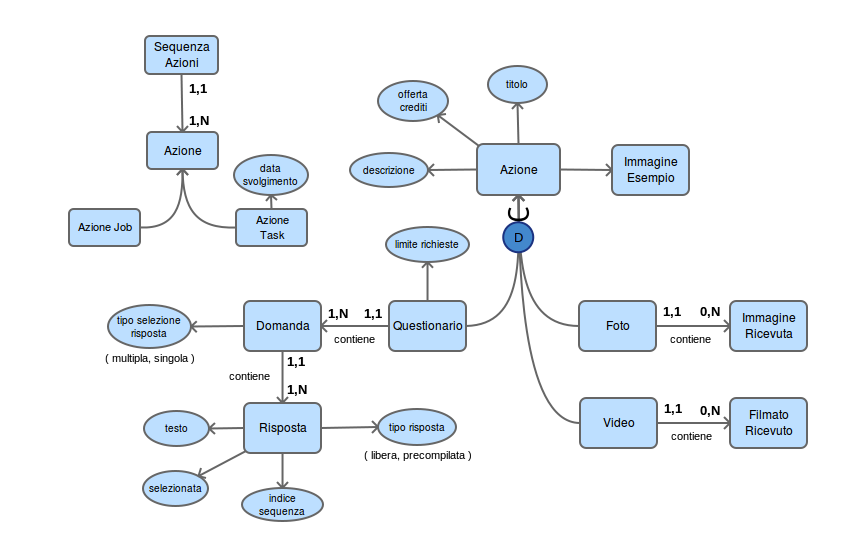 Sequenza
Azioni
1,1
1,N
Azione
Azione Job
data
svolgimento
Azione
Task
offerta
crediti
titolo
descrizione
Azione
Immagine
Esempio
D
limite richieste
tipo selezione
risposta
( multipla, singola )
Domanda
1,N
1,1
contiene
Questionario
Foto
1,1
0,N
contiene
Immagine
Ricevuta
contiene
1,1
1,N
Video
1,1
0,N
contiene
Filmato
Ricevuto
testo
Risposta
tipo risposta
( libera, precompilata )
selezionata
indice
sequenza